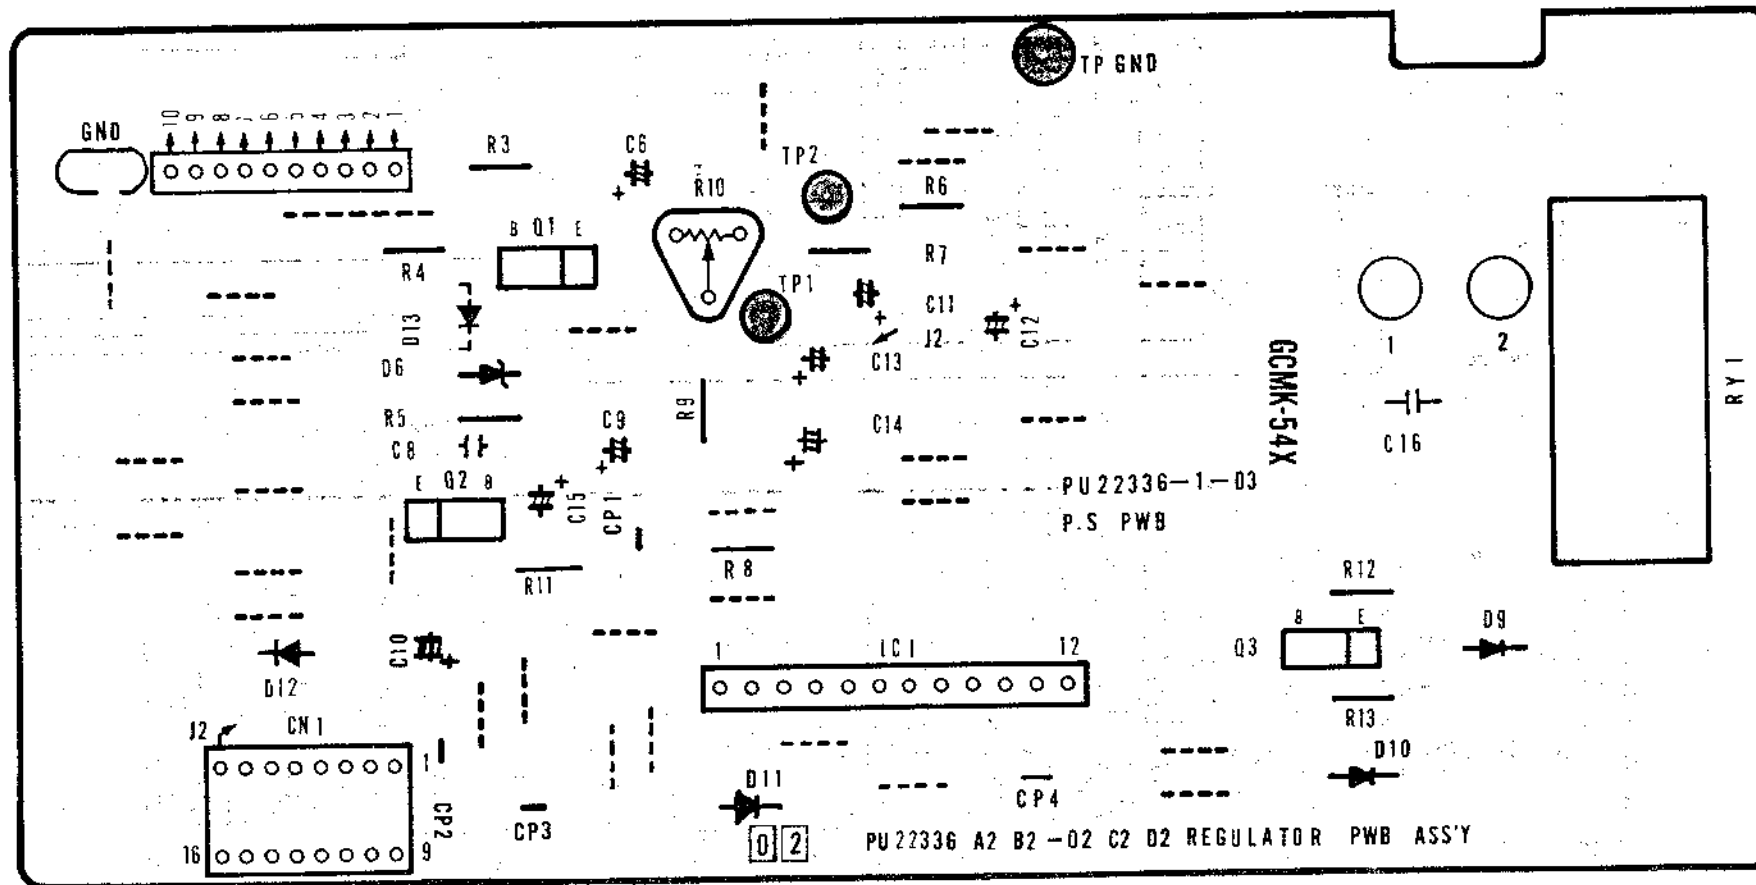 TP GND
GND
10 9 8 7 6 5 4 3 2 1
R3
C6
TP2
R10
R6
B Q1 E
R4
R7
TP1
C11
D13
J2
C12
C13
1
2
GCMK-54X
RY1
D6
R9
R5
C9
C14
C8
C16
E Q2 B
C15
CP1
PU22336-1-03
P.S PWB
R8
R11
R12
B E
D9
Q3
C10
1 IC1 12
D12
R13
J2
CN1
1
D10
D11
CP4
CP2
CP3
16
9
02
PU22336 A2 B2-02 C2 D2 REGULATOR PWB ASS'Y